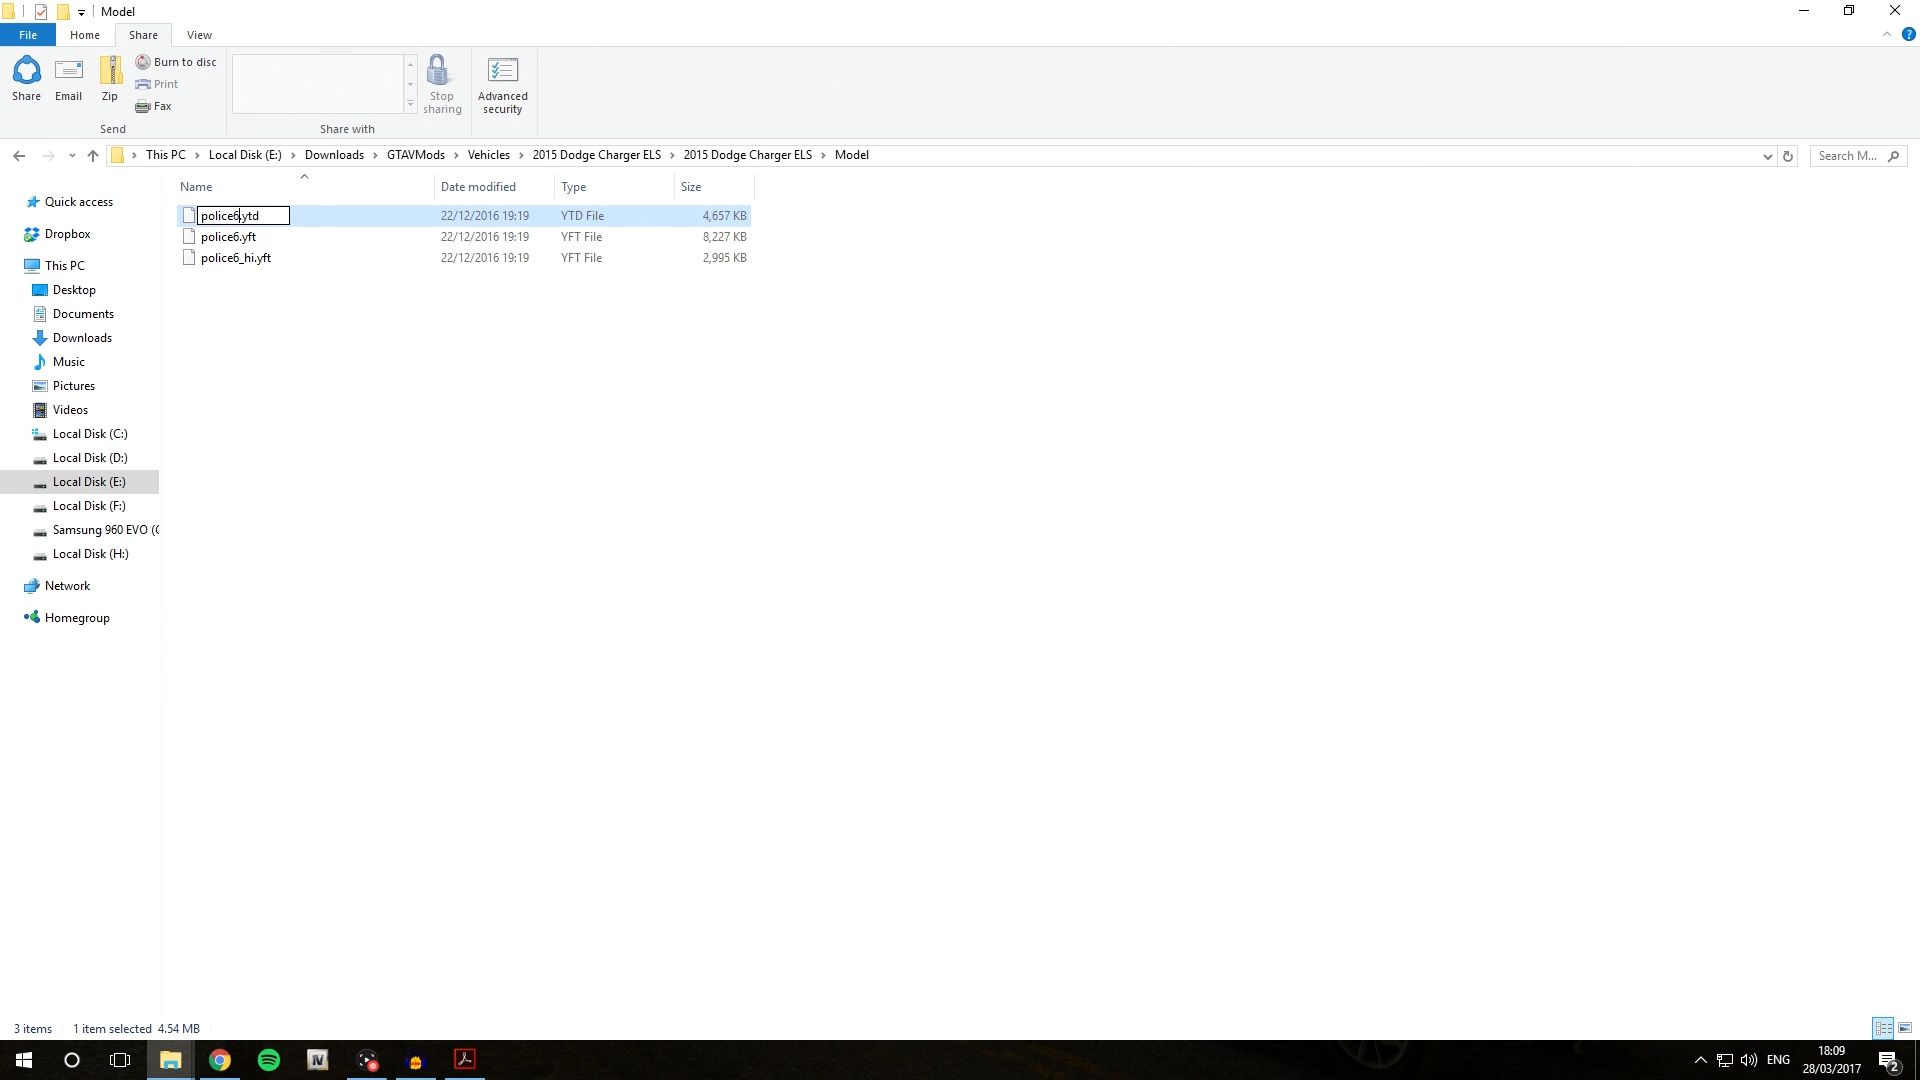 Model
File Home Share View
Share Email Zip Burn to disc Print Fax Stop sharing Advanced security
Send Share with
This PC Local Disk (E:) Downloads GTAVMods Vehicles 2015 Dodge Charger ELS 2015 Dodge Charger ELS Model Search M...
Name Date modified Type Size
police6.ytd 22/12/2016 19:19 YTD File 4,657 KB
police6.yft 22/12/2016 19:19 YFT File 8,227 KB
police6_hi.yft 22/12/2016 19:19 YFT File 2,995 KB
Quick access
Dropbox
This PC
Desktop
Documents
Downloads
Music
Pictures
Videos
Local Disk (C:)
Local Disk (D:)
Local Disk (E:)
Local Disk (F:)
Samsung 960 EVO (
Local Disk (H:)
Network
Homegroup
3 items 1 item selected 4.54 MB
IV ENG 18:09 2
28/03/2017